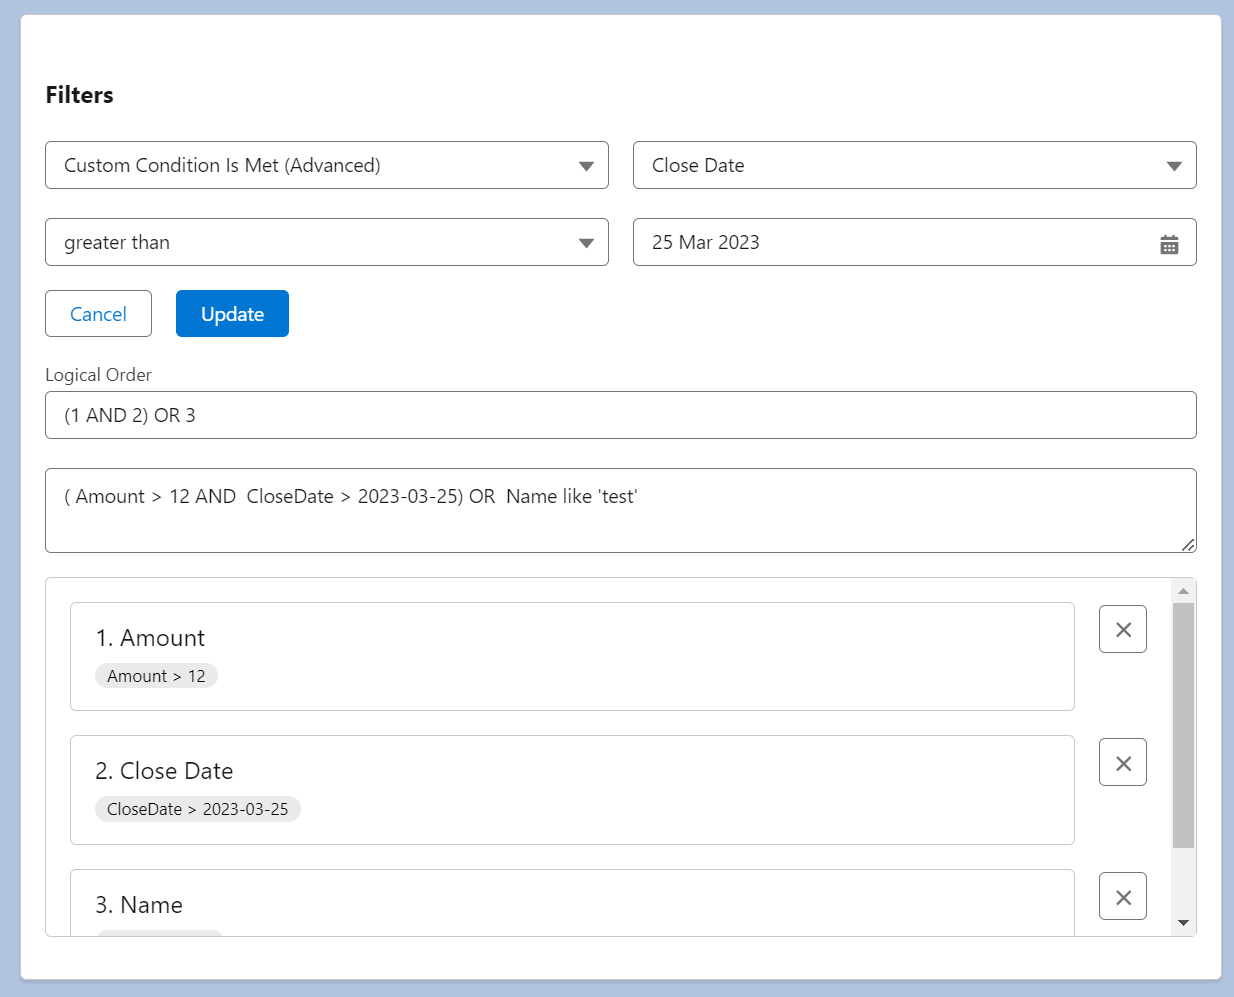 Filters
Custom Condition Is Met (Advanced)
Close Date
greater than
25 Mar 2023
Cancel
Update
Logical Order
(1 AND 2) OR 3
( Amount > 12 AND  CloseDate > 2023-03-25) OR  Name like 'test'
1. Amount
Amount > 12
2. Close Date
CloseDate > 2023-03-25
3. Name